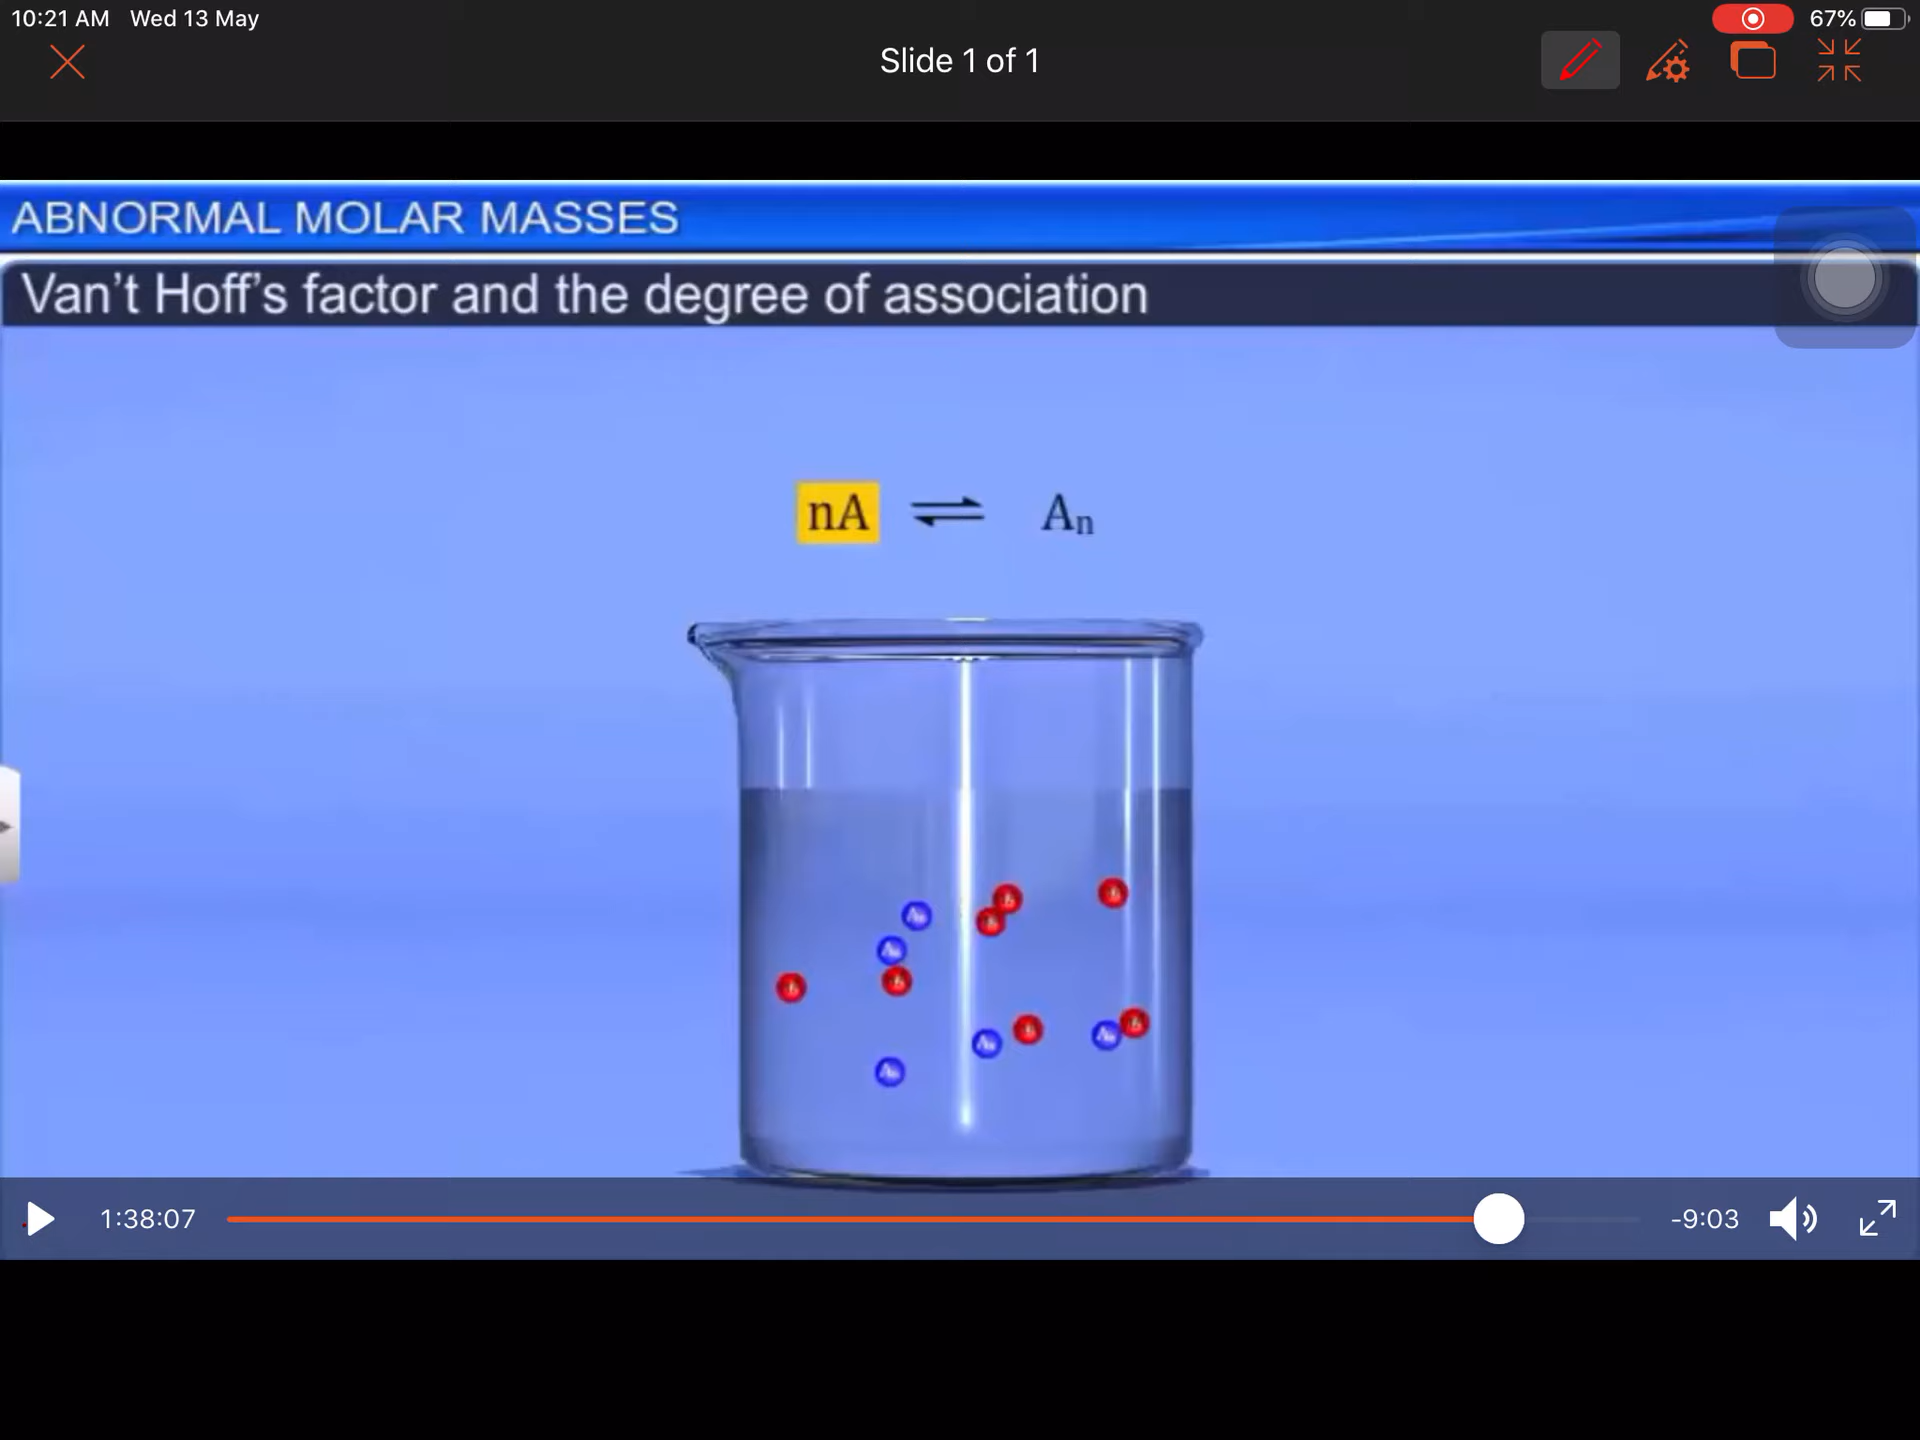 10:21 AM Wed 13 May
67%
Slide 1 of 1
ABNORMAL MOLAR MASSES
Van't Hoff's factor and the degree of association
nA ⇌ Aₙ
1:38:07
-9:03